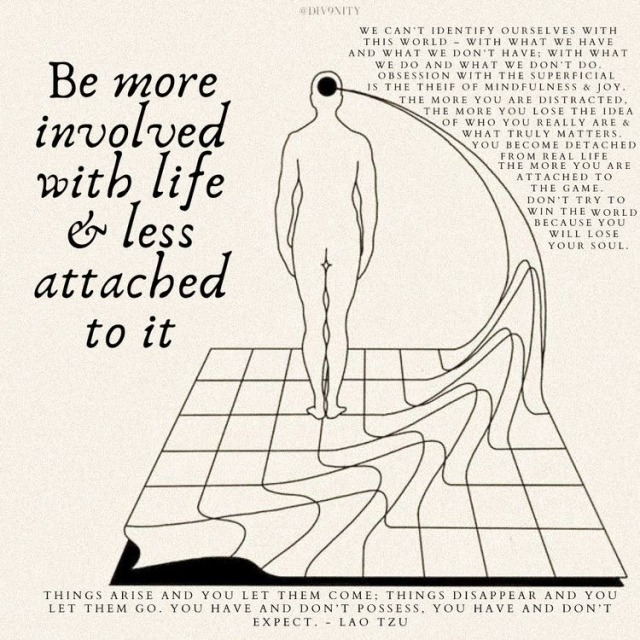 @DIV9NITY
Be more
involved
with life
& less
attached
to it
WE CAN'T IDENTIFY OURSELVES WITH
THIS WORLD – WITH WHAT WE HAVE
AND WHAT WE DON'T HAVE; WITH WHAT
WE DO AND WHAT WE DON'T DO.
OBSESSION WITH THE SUPERFICIAL
IS THE THEIF OF MINDFULNESS & JOY.
THE MORE YOU ARE DISTRACTED,
THE MORE YOU LOSE THE IDEA
OF WHO YOU REALLY ARE &
WHAT TRULY MATTERS.
YOU BECOME DETACHED
FROM REAL LIFE
THE MORE YOU ARE
ATTACHED TO
THE GAME.
DON'T TRY TO
WIN THE WORLD
BECAUSE YOU
WILL LOSE
YOUR SOUL.
THINGS ARISE AND YOU LET THEM COME; THINGS DISAPPEAR AND YOU
LET THEM GO. YOU HAVE AND DON'T POSSESS, YOU HAVE AND DON'T
EXPECT. – LAO TZU